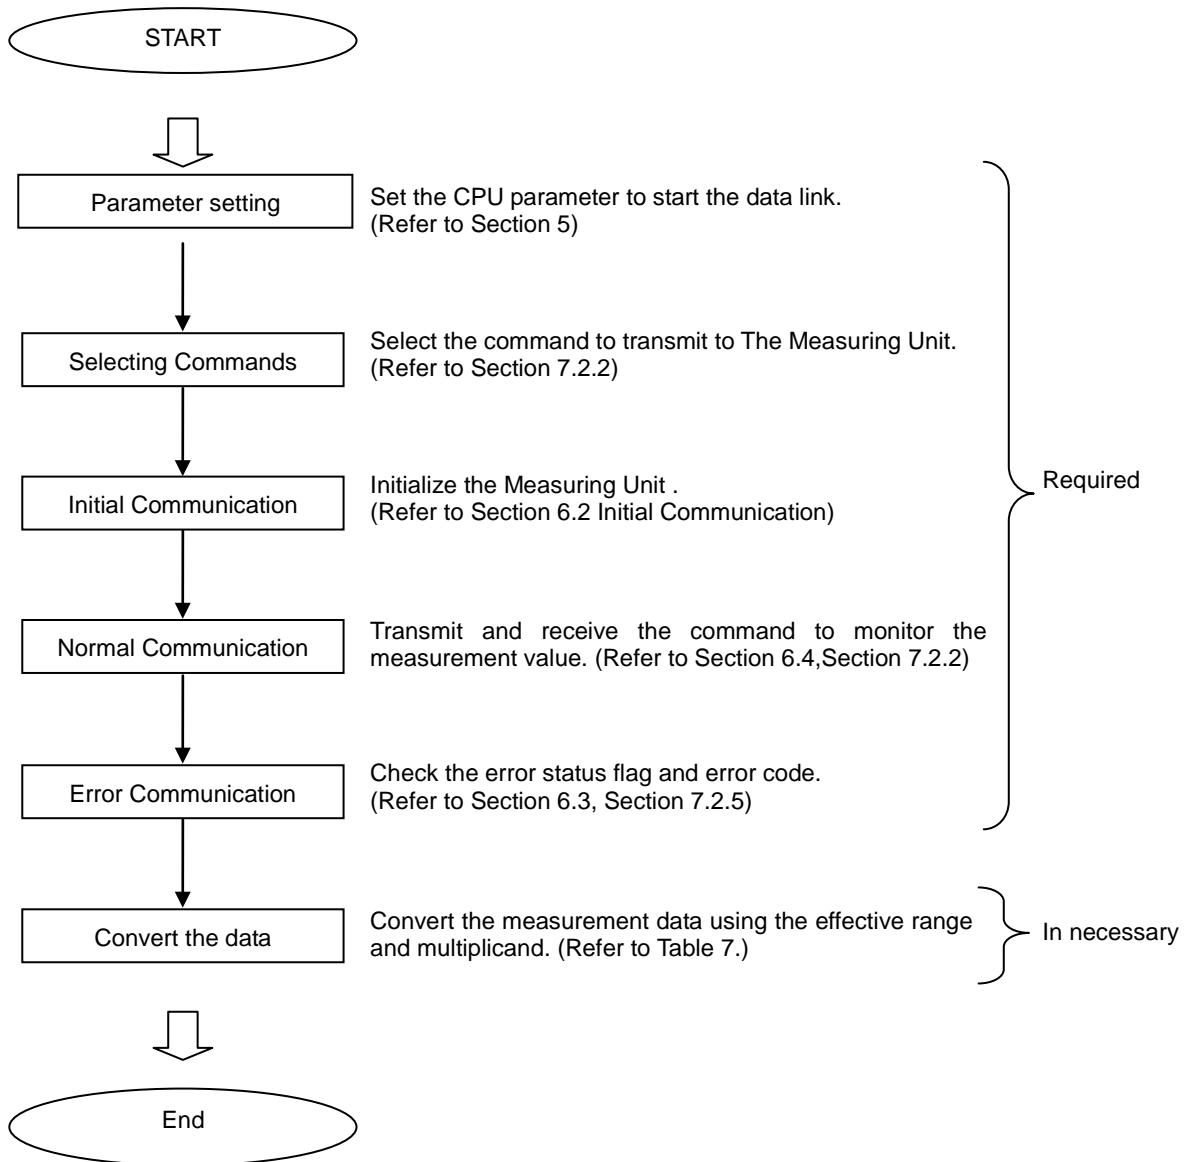 START
Parameter setting
Set the CPU parameter to start the data link.
(Refer to Section 5)
Selecting Commands
Select the command to transmit to The Measuring Unit.
(Refer to Section 7.2.2)
Initial Communication
Initialize the Measuring Unit .
(Refer to Section 6.2 Initial Communication)
Required
Normal Communication
Transmit and receive the command to monitor the
measurement value. (Refer to Section 6.4,Section 7.2.2)
Error Communication
Check the error status flag and error code.
(Refer to Section 6.3, Section 7.2.5)
Convert the data
Convert the measurement data using the effective range
and multiplicand. (Refer to Table 7.)
In necessary
End